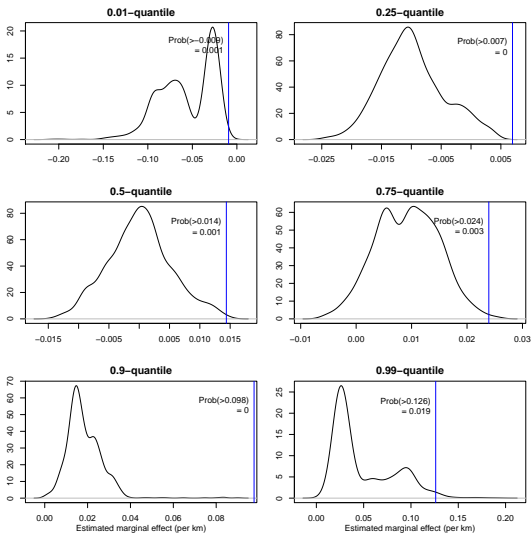 0.01−quantile
0.25−quantile
Prob(>−0.009)
= 0.001
Prob(>0.007)
= 0
0 5 10 15 20
0 20 40 60 80
−0.20 −0.15 −0.10 −0.05 0.00
−0.025 −0.015 −0.005 0.005
0.5−quantile
0.75−quantile
Prob(>0.014)
= 0.001
Prob(>0.024)
= 0.003
0 20 40 60 80
0 10 20 30 40 50 60
−0.015 −0.005 0.005 0.010 0.015
−0.01 0.00 0.01 0.02 0.03
0.9−quantile
0.99−quantile
Prob(>0.098)
= 0
Prob(>0.126)
= 0.019
0 10 20 30 40 50 60 70
0 5 10 15 20 25
0.00 0.02 0.04 0.06 0.08
0.00 0.05 0.10 0.15 0.20
Estimated marginal effect (per km)
Estimated marginal effect (per km)